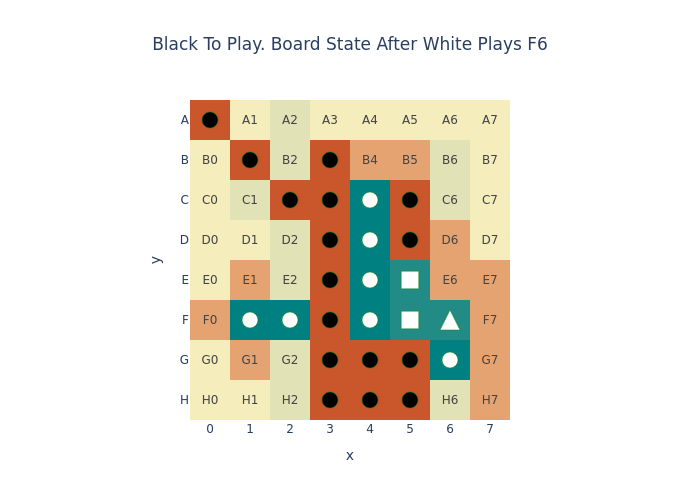 Black To Play. Board State After White Plays F6
A A1 A2 A3 A4 A5 A6 A7
B B0 B2 B4 B5 B6 B7
C C0 C1 C6 C7
D D0 D1 D2 D6 D7
E E0 E1 E2 E6 E7
F F0 F7
G G0 G1 G2 G7
H H0 H1 H2 H6 H7
0 1 2 3 4 5 6 7
x
y